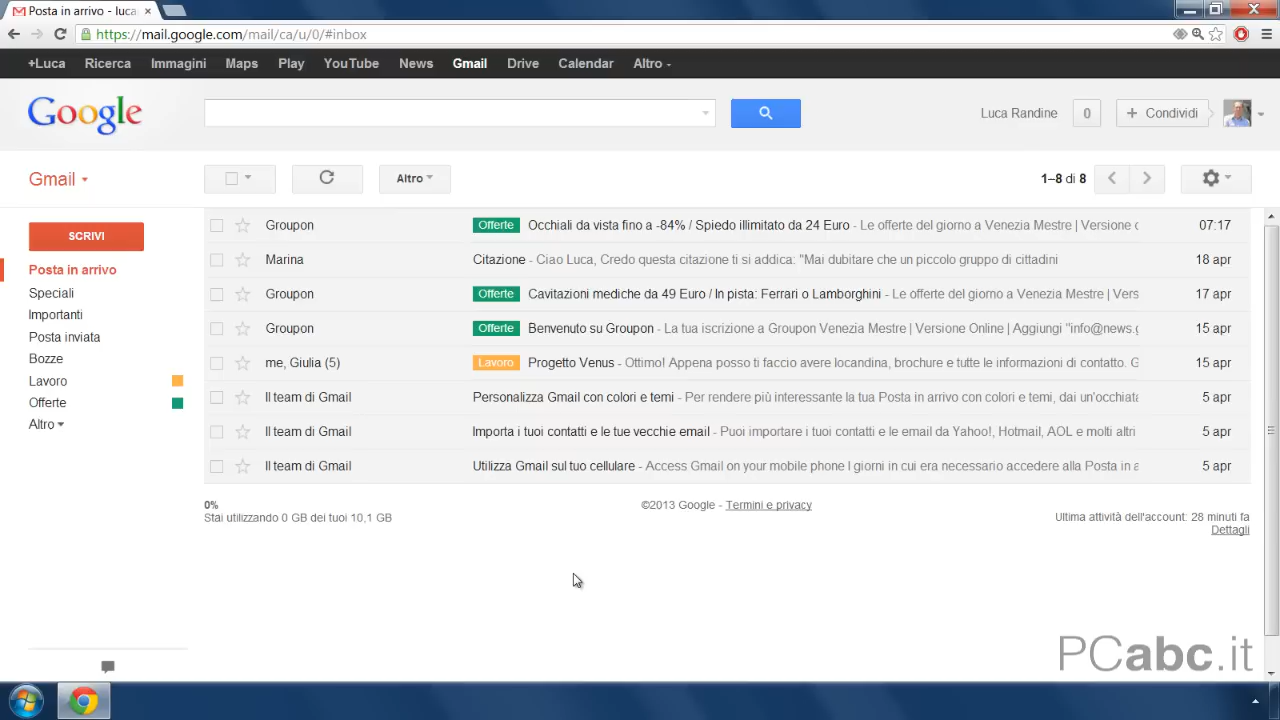 Posta in arrivo - luca
https://mail.google.com/mail/ca/u/0/#inbox
+Luca Ricerca Immagini Maps Play YouTube News Gmail Drive Calendar Altro
Google
Luca Randine 0 + Condividi
Gmail
Altro
1–8 di 8
SCRIVI
Posta in arrivo
Speciali
Importanti
Posta inviata
Bozze
Lavoro
Offerte
Altro
Groupon Offerte Occhiali da vista fino a -84% / Spiedo illimitato da 24 Euro - Le offerte del giorno a Venezia Mestre | Versione 07:17
Marina Citazione - Ciao Luca, Credo questa citazione ti si addica: "Mai dubitare che un piccolo gruppo di cittadini 18 apr
Groupon Offerte Cavitazioni mediche da 49 Euro / In pista: Ferrari o Lamborghini - Le offerte del giorno a Venezia Mestre | Vers 17 apr
Groupon Offerte Benvenuto su Groupon - La tua iscrizione a Groupon Venezia Mestre | Versione Online | Aggiungi "info@news.g 15 apr
me, Giulia (5) Lavoro Progetto Venus - Ottimo! Appena posso ti faccio avere locandina, brochure e tutte le informazioni di contatto. G 15 apr
Il team di Gmail Personalizza Gmail con colori e temi - Per rendere più interessante la tua Posta in arrivo con colori e temi, dai un'occhiata 5 apr
Il team di Gmail Importa i tuoi contatti e le tue vecchie email - Puoi importare i tuoi contatti e le email da Yahoo!, Hotmail, AOL e molti altri 5 apr
Il team di Gmail Utilizza Gmail sul tuo cellulare - Access Gmail on your mobile phone I giorni in cui era necessario accedere alla Posta in a 5 apr
0%
Stai utilizzando 0 GB dei tuoi 10,1 GB
©2013 Google - Termini e privacy
Ultima attività dell'account: 28 minuti fa
Dettagli
PCabc.it